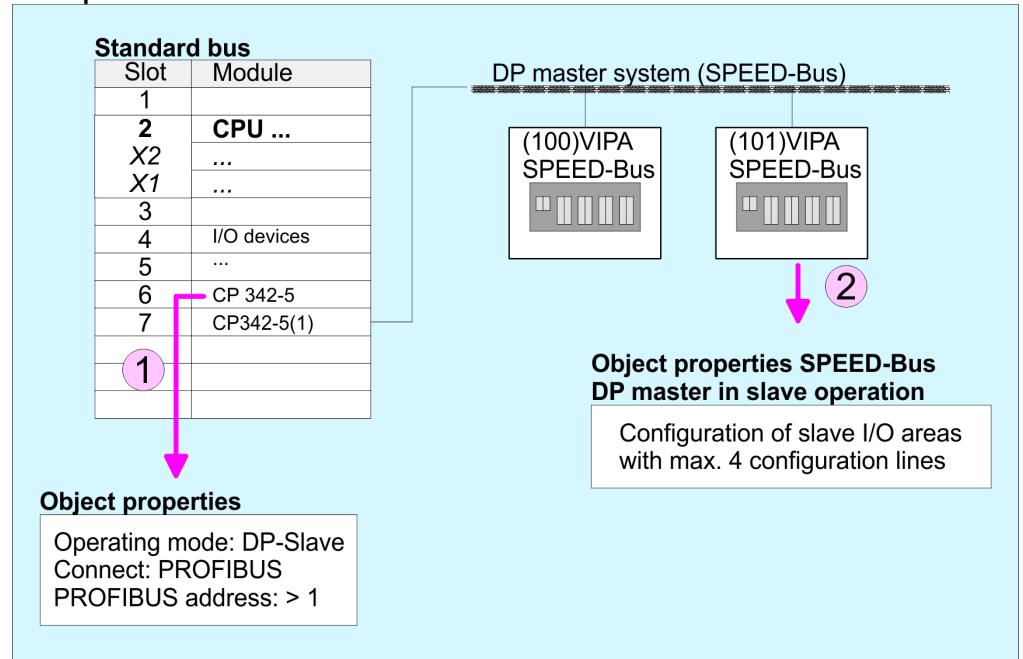 Standard bus
Slot Module
1
2 CPU ...
X2 ...
X1 ...
3
4 I/O devices
5 ...
6 CP 342-5
7 CP342-5(1)
1
DP master system (SPEED-Bus)
(100)VIPA
SPEED-Bus
(101)VIPA
SPEED-Bus
2
Object properties SPEED-Bus
DP master in slave operation
Configuration of slave I/O areas
with max. 4 configuration lines
Object properties
Operating mode: DP-Slave
Connect: PROFIBUS
PROFIBUS address: > 1